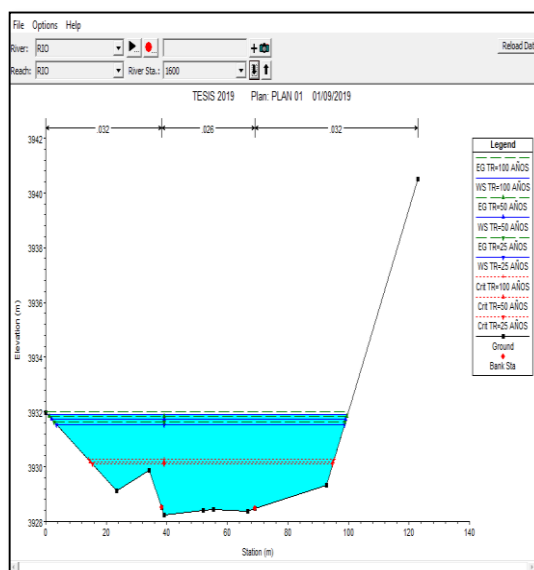 File Options Help
River: RIO
Reload Dat
Reach: RIO River Sta.: 1600
TESIS 2019 Plan: PLAN 01 01/09/2019
.032 .026 .032
Legend
EG TR=100 AÑOS
WS TR=100 AÑOS
EG TR=50 AÑOS
WS TR=50 AÑOS
EG TR=25 AÑOS
WS TR=25 AÑOS
Crit TR=100 AÑOS
Crit TR=50 AÑOS
Crit TR=25 AÑOS
Ground
Bank Sta
Elevation (m)
3942
3940
3938
3936
3934
3932
3930
3928
0 20 40 60 80 100 120 140
Station (m)